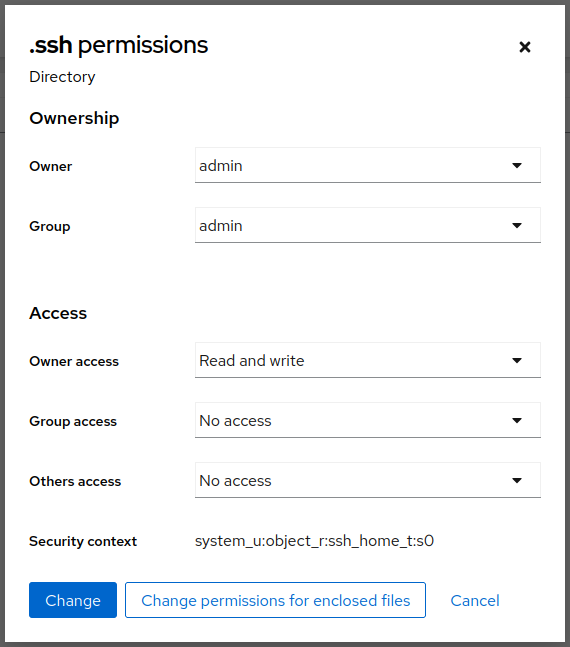 .ssh permissions
Directory
Ownership
Owner admin
Group admin
Access
Owner access Read and write
Group access No access
Others access No access
Security context system_u:object_r:ssh_home_t:s0
Change Change permissions for enclosed files Cancel